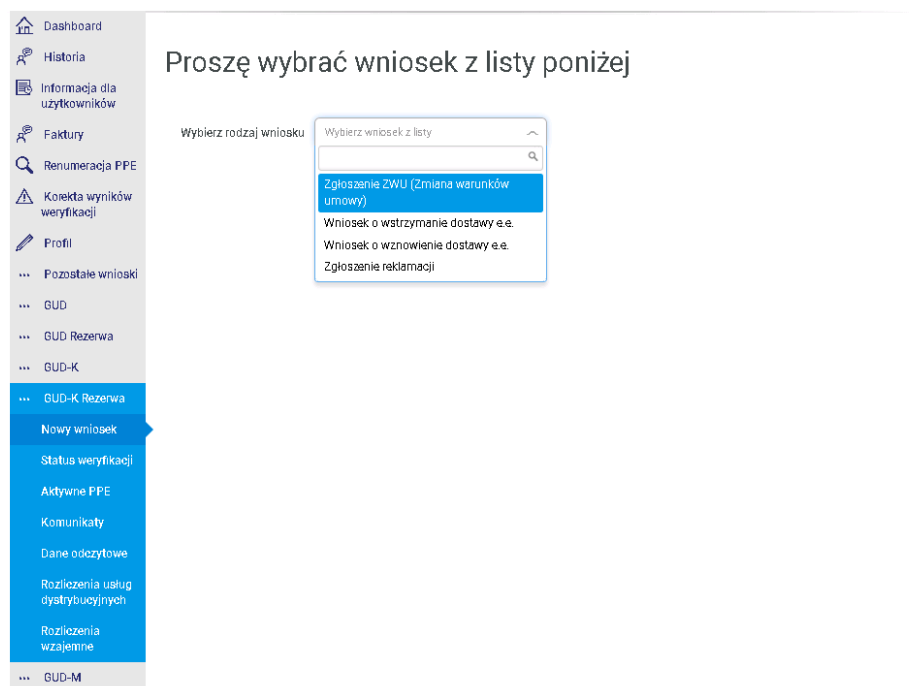 Dashboard
Historia
Informacja dla
użytkowników
Faktury
Renumeracja PPE
Korekta wyników
weryfikacji
Profil
Pozostałe wnioski
GUD
GUD Rezerwa
GUD-K
GUD-K Rezerwa
Nowy wniosek
Status weryfikacji
Aktywne PPE
Komunikaty
Dane odczytowe
Rozliczenia usług
dystrybucyjnych
Rozliczenia
wzajemne
GUD-M
Proszę wybrać wniosek z listy poniżej
Wybierz rodzaj wniosku
Wybierz wniosek z listy
Zgłoszenie ZWU (Zmiana warunków
umowy)
Wniosek o wstrzymanie dostawy e.e.
Wniosek o wznowienie dostawy e.e.
Zgłoszenie reklamacji